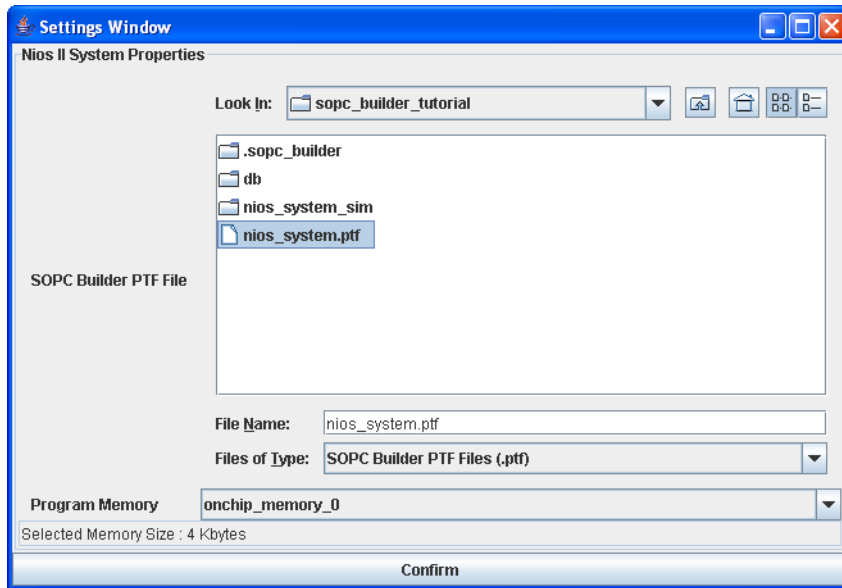 Settings Window
Nios II System Properties
Look In: sopc_builder_tutorial
.sopc_builder
db
nios_system_sim
nios_system.ptf
SOPC Builder PTF File
File Name: nios_system.ptf
Files of Type: SOPC Builder PTF Files (.ptf)
Program Memory onchip_memory_0
Selected Memory Size : 4 Kbytes
Confirm